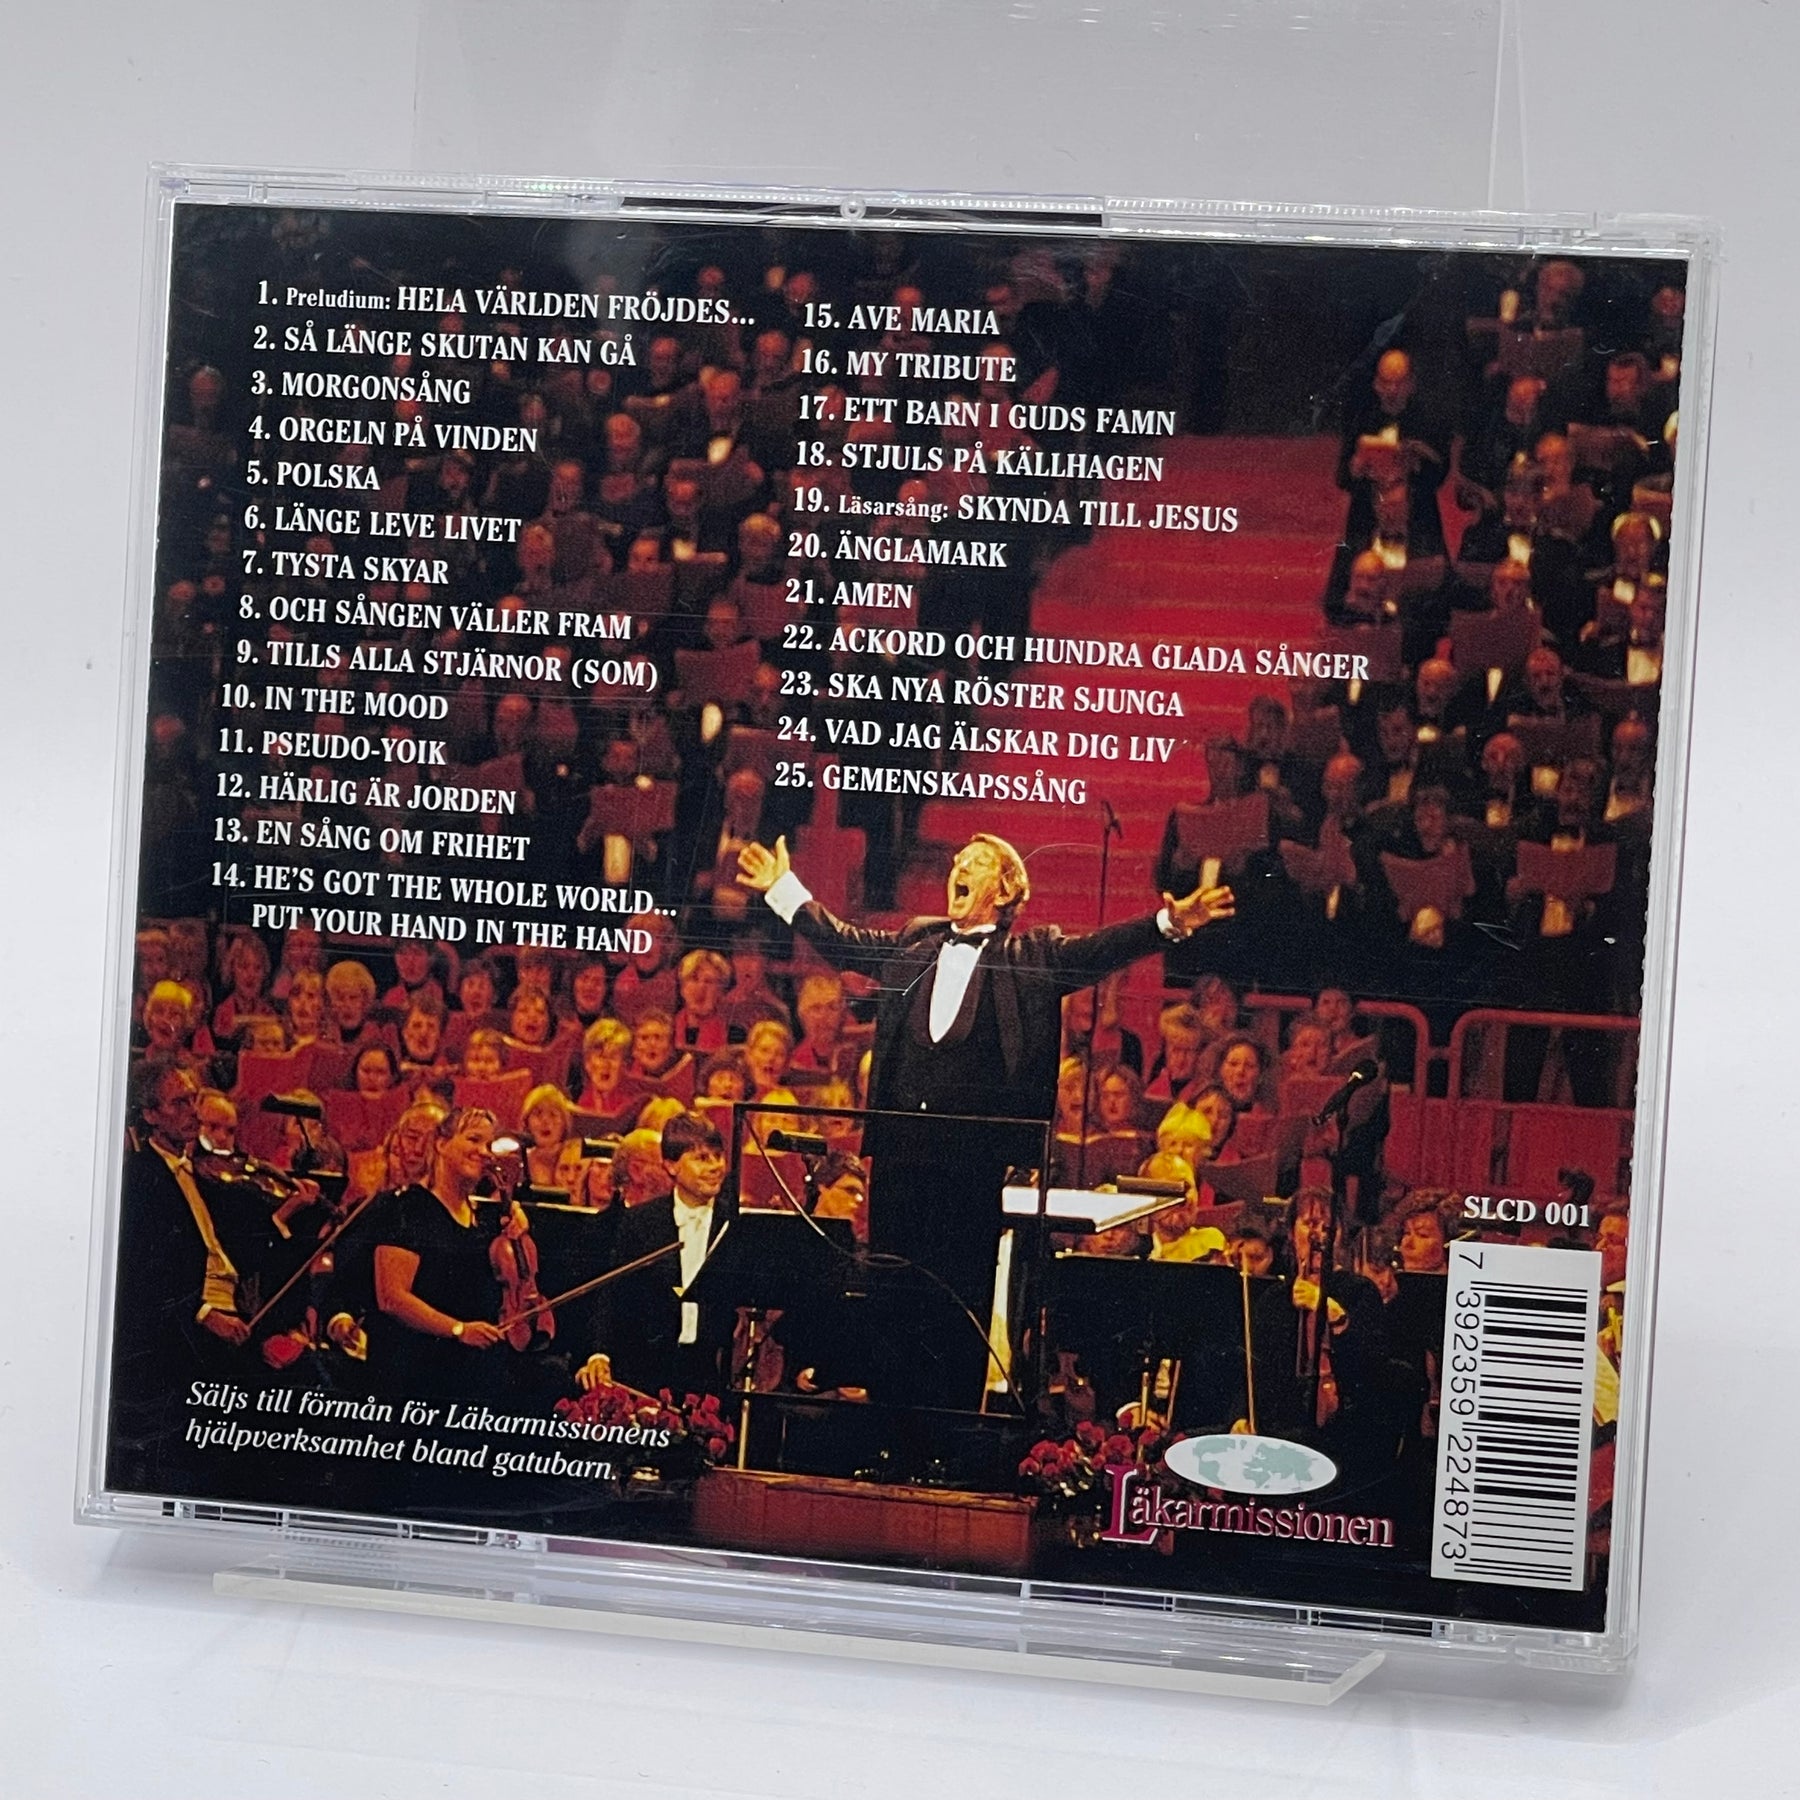 1. Preludium: HELA VÄRLDEN FRÖJDES...
2. SÅ LÄNGE SKUTAN KAN GÅ
3. MORGONSÅNG
4. ORGELN PÅ VINDEN
5. POLSKA
6. LÄNGE LEVE LIVET
7. TYSTA SKYAR
8. OCH SÅNGEN VÄLLER FRAM
9. TILLS ALLA STJÄRNOR (SOM)
10. IN THE MOOD
11. PSEUDO-YOIK
12. HÄRLIG ÄR JORDEN
13. EN SÅNG OM FRIHET
14. HE'S GOT THE WHOLE WORLD...
PUT YOUR HAND IN THE HAND
15. AVE MARIA
16. MY TRIBUTE
17. ETT BARN I GUDS FAMN
18. STJULS PÅ KÄLLHAGEN
19. Läsarsång: SKYNDA TILL JESUS
20. ÄNGLAMARK
21. AMEN
22. ACKORD OCH HUNDRA GLADA SÅNGER
23. SKA NYA RÖSTER SJUNGA
24. VAD JAG ÄLSKAR DIG LIV
25. GEMENSKAPSSÅNG
SLCD 001
7 392359 224873
Säljs till förmån för Läkarmissionens
hjälpverksamhet bland gatubarn.
Läkarmissionen